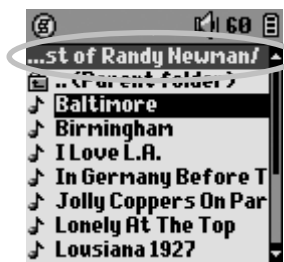 60
...st of Randy Newman/
.. (Parent folder)
Baltimore
Birmingham
I Love L.A.
In Germany Before T
Jolly Coppers On Par
Lonely At The Top
Lousiana 1927